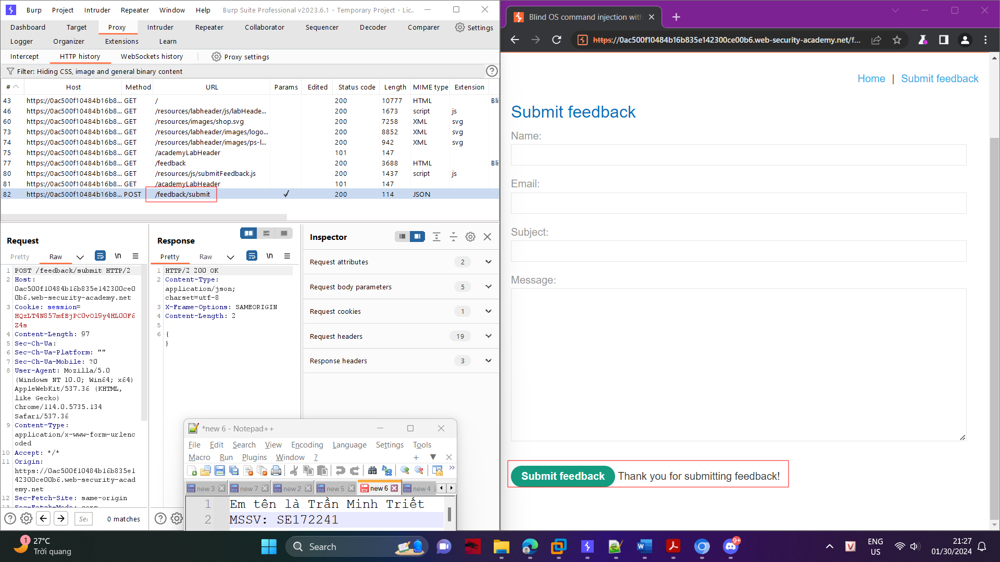 Burp Project Intruder Repeater Window Help Burp Suite Professional v2023.6.1 - Temporary Project - Lic...
Dashboard Target Proxy Intruder Repeater Collaborator Sequencer Decoder Comparer Settings
Logger Organizer Extensions Learn
Intercept HTTP history WebSockets history Proxy settings
Filter: Hiding CSS, image and general binary content
# Host Method URL Params Edited Status code Length MIME type Extension
43 https://0ac500f10484b16b8... GET / 200 10777 HTML Bli
46 https://0ac500f10484b16b8... GET /resources/labheader/js/labHeade... 200 1673 script js
60 https://0ac500f10484b16b8... GET /resources/images/shop.svg 200 7258 XML svg
73 https://0ac500f10484b16b8... GET /resources/labheader/images/logo... 200 8852 XML svg
74 https://0ac500f10484b16b8... GET /resources/labheader/images/ps-l... 200 942 XML svg
75 https://0ac500f10484b16b8... GET /academyLabHeader 101 147
77 https://0ac500f10484b16b8... GET /feedback 200 3688 HTML Bli
80 https://0ac500f10484b16b8... GET /resources/js/submitFeedback.js 200 1437 script js
81 https://0ac500f10484b16b8... GET /academyLabHeader 101 147
82 https://0ac500f10484b16b8... POST /feedback/submit ✓ 200 114 JSON
Request
Pretty Raw \n
1 POST /feedback/submit HTTP/2
2 Host:
0ac500f10484b16b835e142300ce0
0b6.web-security-academy.net
3 Cookie: session=
HQzLT4N857mfBjPC0vOl9y4HL00F6
Z4s
4 Content-Length: 97
5 Sec-Ch-Ua:
6 Sec-Ch-Ua-Platform: ""
7 Sec-Ch-Ua-Mobile: ?0
8 User-Agent: Mozilla/5.0
(Windows NT 10.0; Win64; x64)
AppleWebKit/537.36 (KHTML,
like Gecko)
Chrome/114.0.5735.134
Safari/537.36
9 Content-Type:
application/x-www-form-urlenc
oded
10 Accept: */*
11 Origin:
https://0ac500f10484b16b835e1
42300ce00b6.web-security-acad
emy.net
12 Sec-Fetch-Site: same-origin
13 Sec-Fetch-Mode: cors
0 matches
Response
Pretty Raw \n
1 HTTP/2 200 OK
2 Content-Type:
application/json;
charset=utf-8
3 X-Frame-Options: SAMEORIGIN
4 Content-Length: 2
5
6 {
}
Inspector
Request attributes 2
Request body parameters 5
Request cookies 1
Request headers 19
Response headers 3
*new 6 - Notepad++
File Edit Search View Encoding Language Settings Tools
Macro Run Plugins Window ?
new 3 new 7 new 2 new 5 new 6 new 4
1 Em tên là Trần Minh Triết
2 MSSV: SE172241
Blind OS command injection with
https://0ac500f10484b16b835e142300ce00b6.web-security-academy.net/f...
Home | Submit feedback
Submit feedback
Name:
Email:
Subject:
Message:
Submit feedback Thank you for submitting feedback!
1 27°C
Trời quang
Search
9+
ENG
US
21:27
01/30/2024